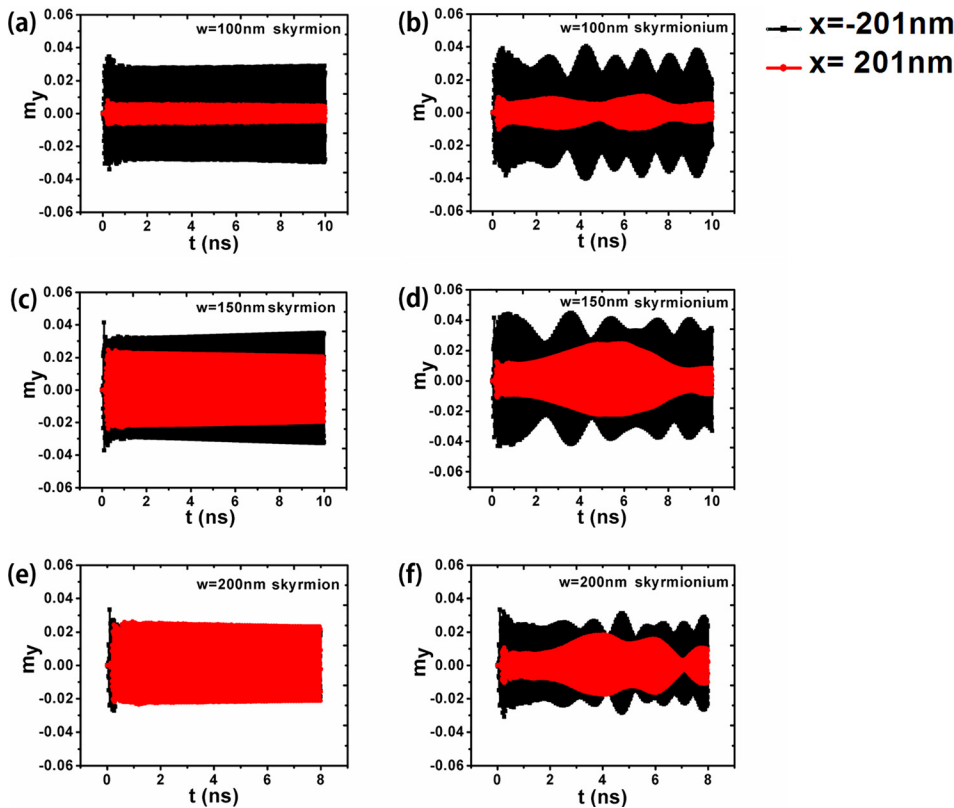 (a)
w=100nm skyrmion
0.06
0.04
0.02
0.00
-0.02
-0.04
-0.06
my
0 2 4 6 8 10
t (ns)
(b)
w=100nm skyrmionium
0.06
0.04
0.02
0.00
-0.02
-0.04
-0.06
my
0 2 4 6 8 10
t (ns)
x=-201nm
x= 201nm
(c)
w=150nm skyrmion
0.06
0.04
0.02
0.00
-0.02
-0.04
-0.06
my
0 2 4 6 8 10
t (ns)
(d)
w=150nm skyrmionium
0.06
0.04
0.02
0.00
-0.02
-0.04
-0.06
my
0 2 4 6 8 10
t (ns)
(e)
w=200nm skyrmion
0.06
0.04
0.02
0.00
-0.02
-0.04
-0.06
my
0 2 4 6 8
t (ns)
(f)
w=200nm skyrmionium
0.06
0.04
0.02
0.00
-0.02
-0.04
-0.06
my
0 2 4 6 8
t (ns)